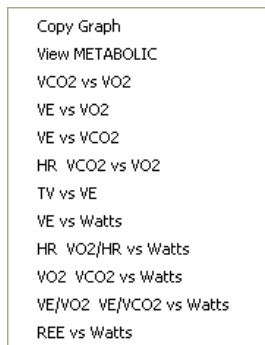 Copy Graph
View METABOLIC
VCO2 vs VO2
VE vs VO2
VE vs VCO2
HR  VCO2 vs VO2
TV vs VE
VE vs Watts
HR  VO2/HR vs Watts
VO2  VCO2 vs Watts
VE/VO2  VE/VCO2 vs Watts
REE vs Watts